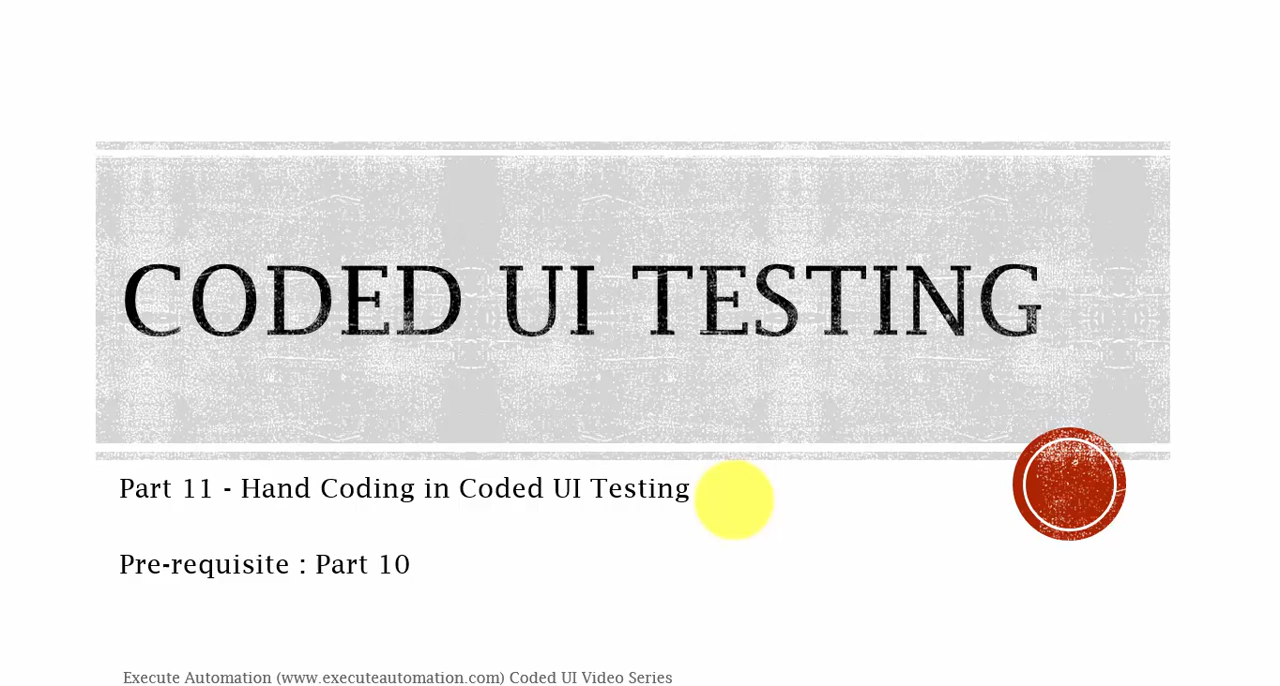 CODED UI TESTING
Part 11 - Hand Coding in Coded UI Testing
Pre-requisite : Part 10
Execute Automation (www.executeautomation.com) Coded UI Video Series